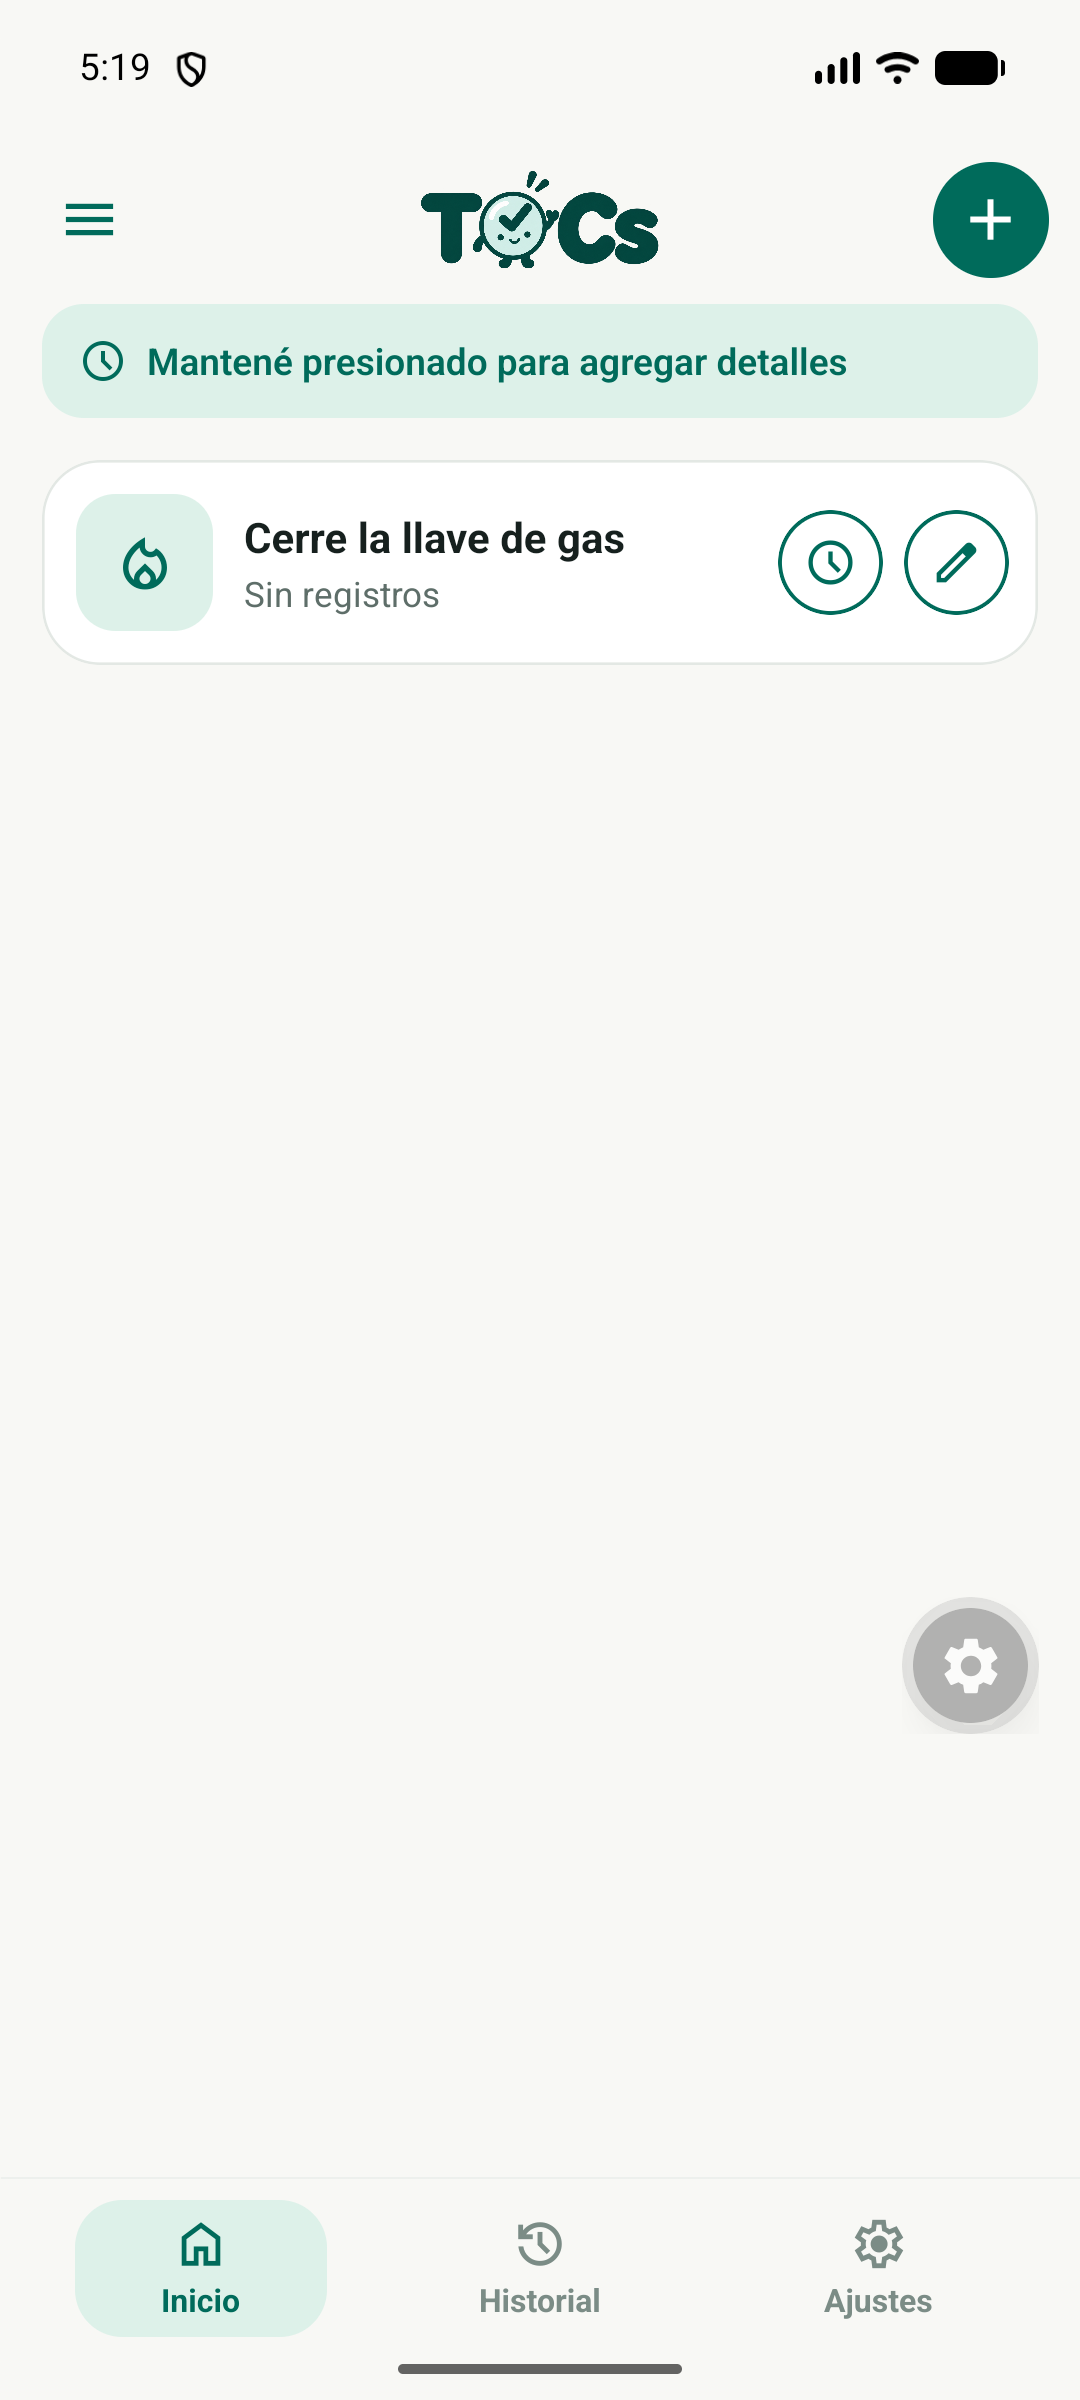 5:19
TOCs
Mantené presionado para agregar detalles
Cerre la llave de gas
Sin registros
Inicio
Historial
Ajustes